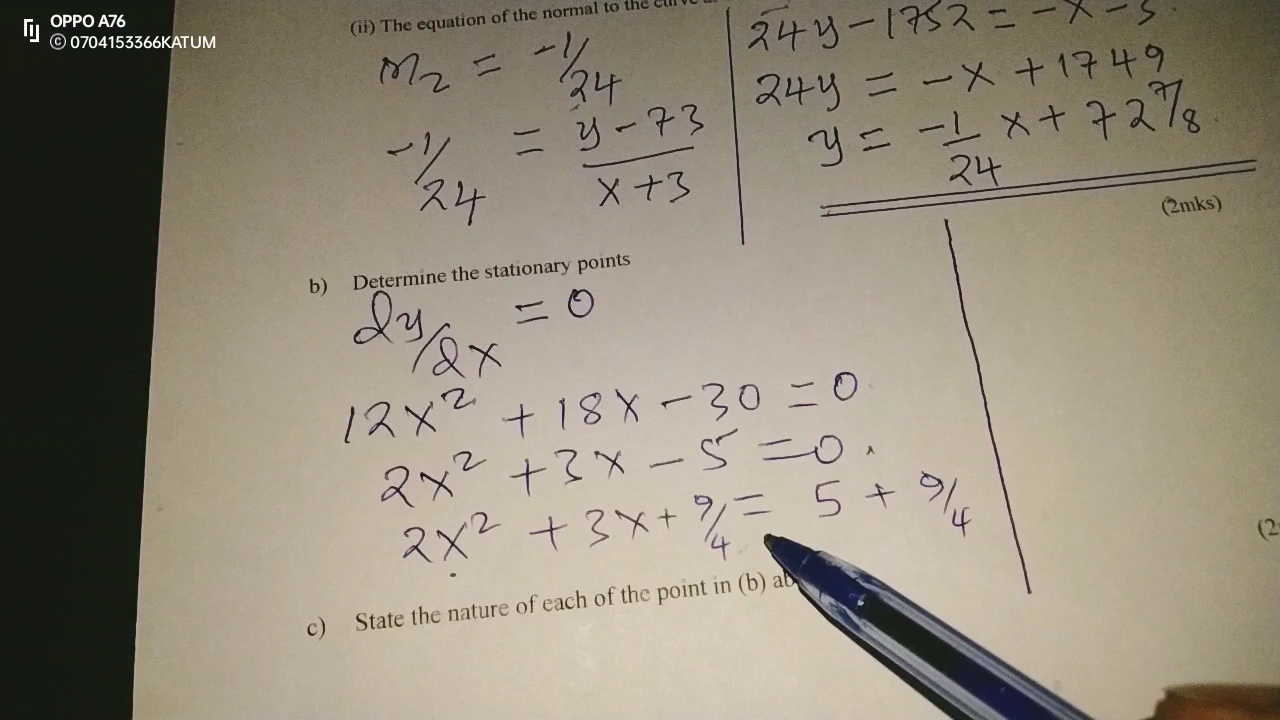 OPPO A76
© 0704153366KATUM
(ii) The equation of the normal to the curve
m₂ = -1/24
-1/24 = y - 73 / x + 3
24y - 1752 = -x - 3
24y = -x + 1749
y = -1/24 x + 72 7/8
(2mks)
b) Determine the stationary points
dy/dx = 0
12x² + 18x - 30 = 0
2x² + 3x - 5 = 0
2x² + 3x + 9/4 = 5 + 9/4
(2
c) State the nature of each of the point in (b) ab